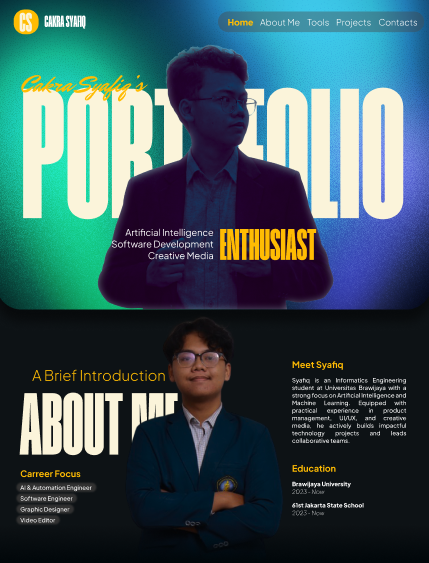 CS CAKRA SYAFIQ
Home About Me Tools Projects Contacts
Cakra Syafiq's
PORTFOLIO
Artificial Intelligence
Software Development
Creative Media
ENTHUSIAST
A Brief Introduction
ABOUT ME
Carreer Focus
AI & Automation Engineer
Software Engineer
Graphic Designer
Video Editor
Meet Syafiq
Syafiq is an Informatics Engineering
student at Universitas Brawijaya with a
strong focus on Artificial Intelligence and
Machine Learning. Equipped with
practical experience in product
management, UI/UX, and creative
media, he actively builds impactful
technology projects and leads
collaborative teams.
Education
Brawijaya University
2023 - Now
61st Jakarta State School
2023 - Now